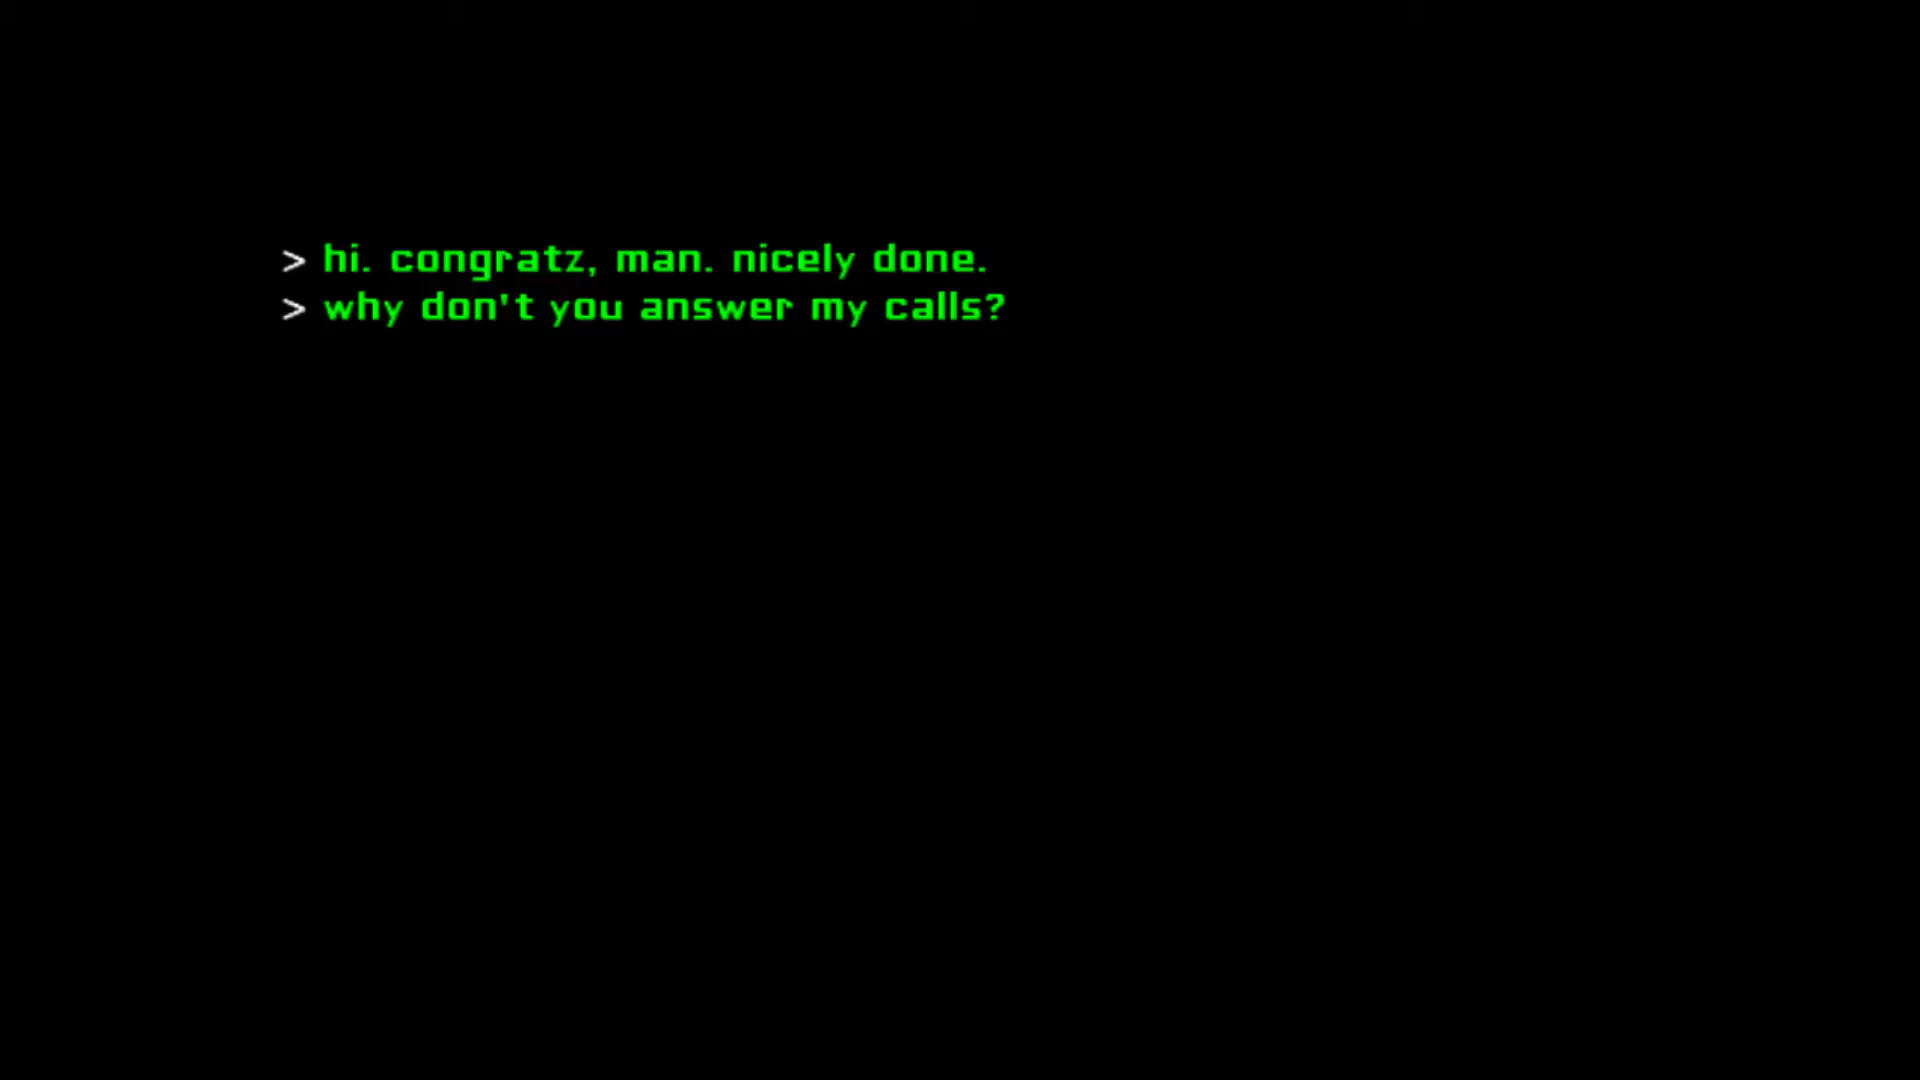 > hi. congratz, man. nicely done.
> why don't you answer my calls?